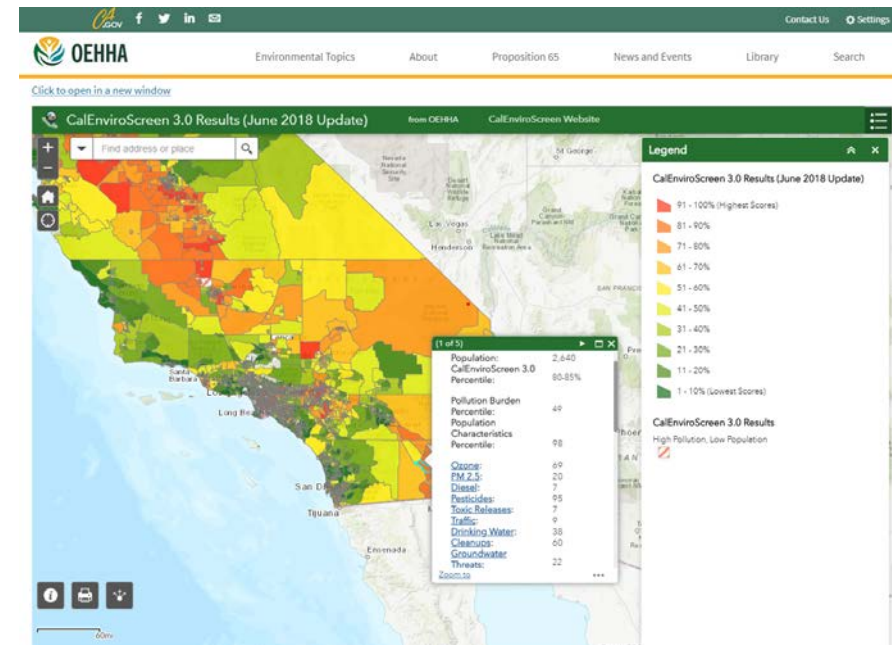 CA.GOV
Contact Us Settings
OEHHA
Environmental Topics About Proposition 65 News and Events Library Search
Click to open in a new window
CalEnviroScreen 3.0 Results (June 2018 Update) from OEHHA CalEnviroScreen Website
Find address or place
Legend
CalEnviroScreen 3.0 Results (June 2018 Update)
91 - 100% (Highest Scores)
81 - 90%
71 - 80%
61 - 70%
51 - 60%
41 - 50%
31 - 40%
21 - 30%
11 - 20%
1 - 10% (Lowest Scores)
CalEnviroScreen 3.0 Results
High Pollution, Low Population
St George
Las Vegas
Henderson
Santa
Barbara
Long
Tijuana
Ensenada
(1 of 5)
Population: 2,640
CalEnviroScreen 3.0
Percentile: 80-85%
Pollution Burden
Percentile: 49
Population
Characteristics
Percentile: 98
Ozone: 69
PM 2.5: 20
Diesel: 7
Pesticides: 95
Toxic Releases: 7
Traffic: 9
Drinking Water: 38
Cleanups: 60
Groundwater
Threats: 22
Zoom to
60mi